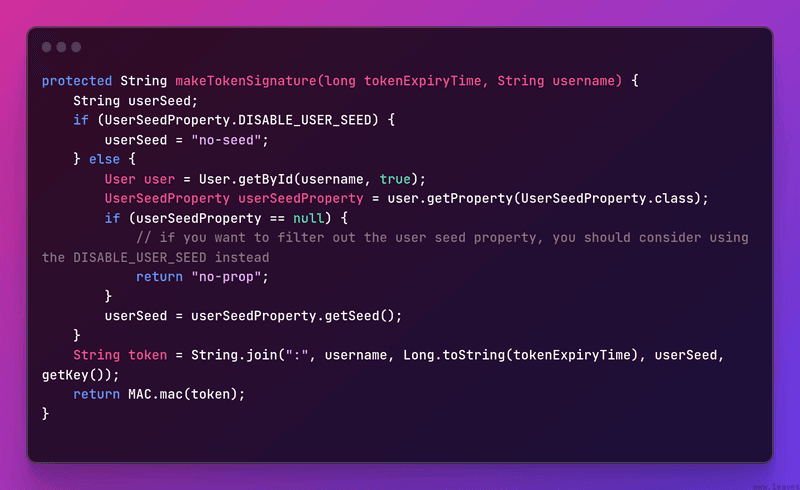 protected String makeTokenSignature(long tokenExpiryTime, String username) {
    String userSeed;
    if (UserSeedProperty.DISABLE_USER_SEED) {
        userSeed = "no-seed";
    } else {
        User user = User.getById(username, true);
        UserSeedProperty userSeedProperty = user.getProperty(UserSeedProperty.class);
        if (userSeedProperty == null) {
            // if you want to filter out the user seed property, you should consider using
the DISABLE_USER_SEED instead
            return "no-prop";
        }
        userSeed = userSeedProperty.getSeed();
    }
    String token = String.join(":", username, Long.toString(tokenExpiryTime), userSeed,
getKey());
    return MAC.mac(token);
}